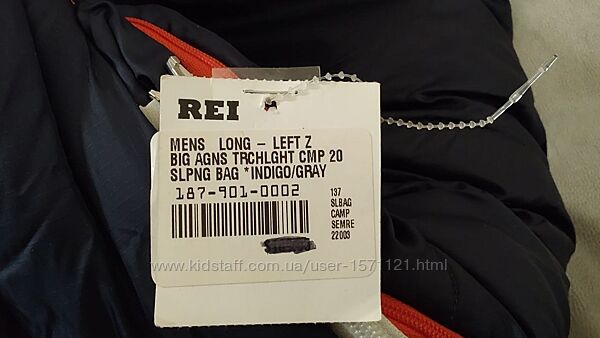 REI
MENS LONG – LEFT Z
BIG AGNS TRCHLGHT CMP 20
SLPNG BAG *INDIGO/GRAY
187-901-0002
137
SLBAG
CAMP
SEMRE
22003
www.kidstaff.com.ua/user-1571121.html